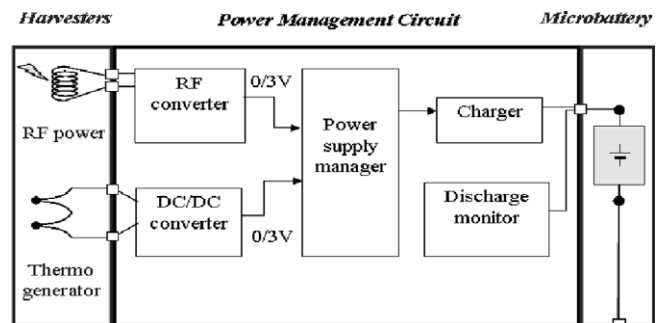 Harvesters
Power Management Circuit
Microbattery
RF
converter
0/3V
RF power
Power
supply
manager
Charger
DC/DC
converter
0/3V
Discharge
monitor
Thermo
generator